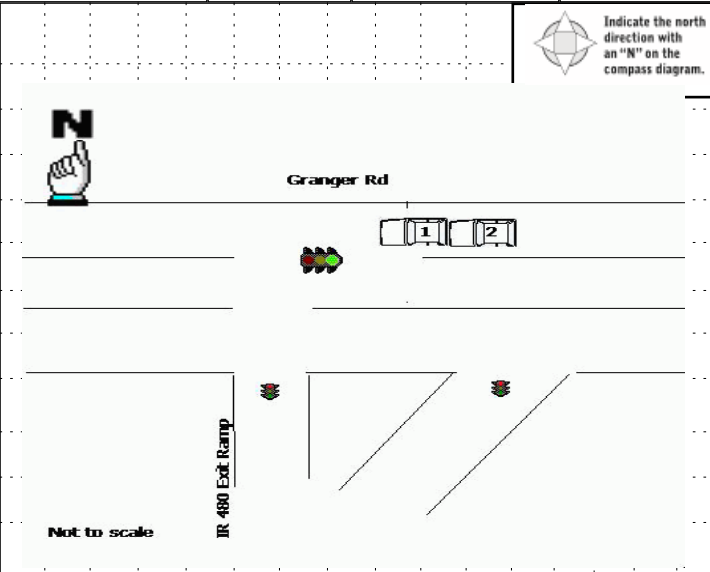 Indicate the north
direction with
an “N” on the
compass diagram.
N
Granger Rd
1 2
IR 480 Exit Ramp
Not to scale